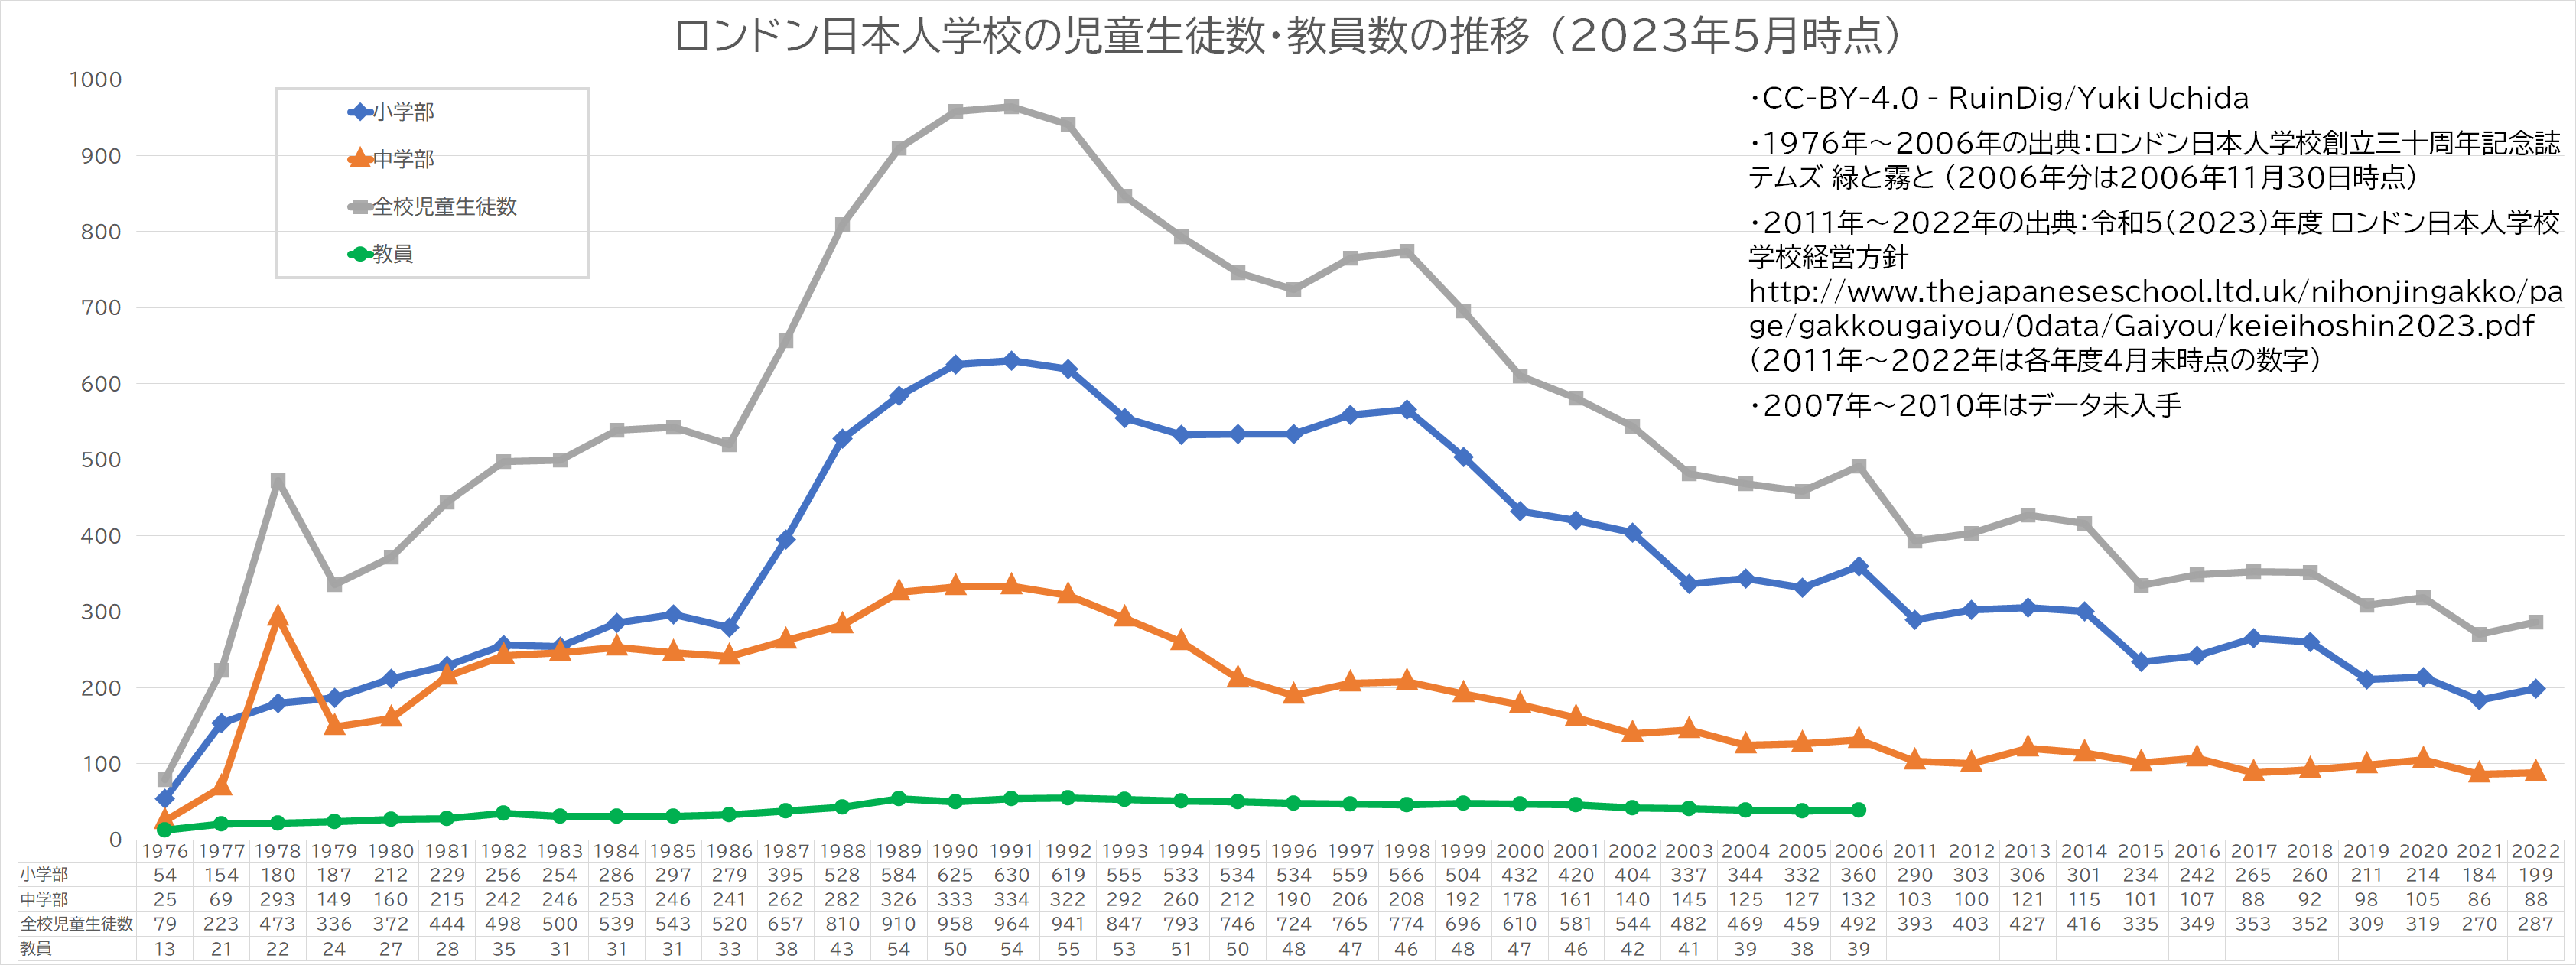 ロンドン日本人学校の児童生徒数・教員数の推移（2023年5月時点）
1000
900
800
700
600
500
400
300
200
100
0
小学部
中学部
全校児童生徒数
教員
・CC-BY-4.0 - RuinDig/Yuki Uchida
・1976年～2006年の出典：ロンドン日本人学校創立三十周年記念誌
テムズ 緑と霧と（2006年分は2006年11月30日時点）
・2011年～2022年の出典：令和5（2023）年度 ロンドン日本人学校
学校経営方針
http://www.thejapaneseschool.ltd.uk/nihonjingakko/pa
ge/gakkougaiyou/0data/Gaiyou/keieihoshin2023.pdf
（2011年～2022年は各年度4月末時点の数字）
・2007年～2010年はデータ未入手
1976 1977 1978 1979 1980 1981 1982 1983 1984 1985 1986 1987 1988 1989 1990 1991 1992 1993 1994 1995 1996 1997 1998 1999 2000 2001 2002 2003 2004 2005 2006 2011 2012 2013 2014 2015 2016 2017 2018 2019 2020 2021 2022
小学部 54 154 180 187 212 229 256 254 286 297 279 395 528 584 625 630 619 555 533 534 534 559 566 504 432 420 404 337 344 332 360 290 303 306 301 234 242 265 260 211 214 184 199
中学部 25 69 293 149 160 215 242 246 253 246 241 262 282 326 333 334 322 292 260 212 190 206 208 192 178 161 140 145 125 127 132 103 100 121 115 101 107 88 92 98 105 86 88
全校児童生徒数 79 223 473 336 372 444 498 500 539 543 520 657 810 910 958 964 941 847 793 746 724 765 774 696 610 581 544 482 469 459 492 393 403 427 416 335 349 353 352 309 319 270 287
教員 13 21 22 24 27 28 35 31 31 31 33 38 43 54 50 54 55 53 51 50 48 47 46 48 47 46 42 41 39 38 39